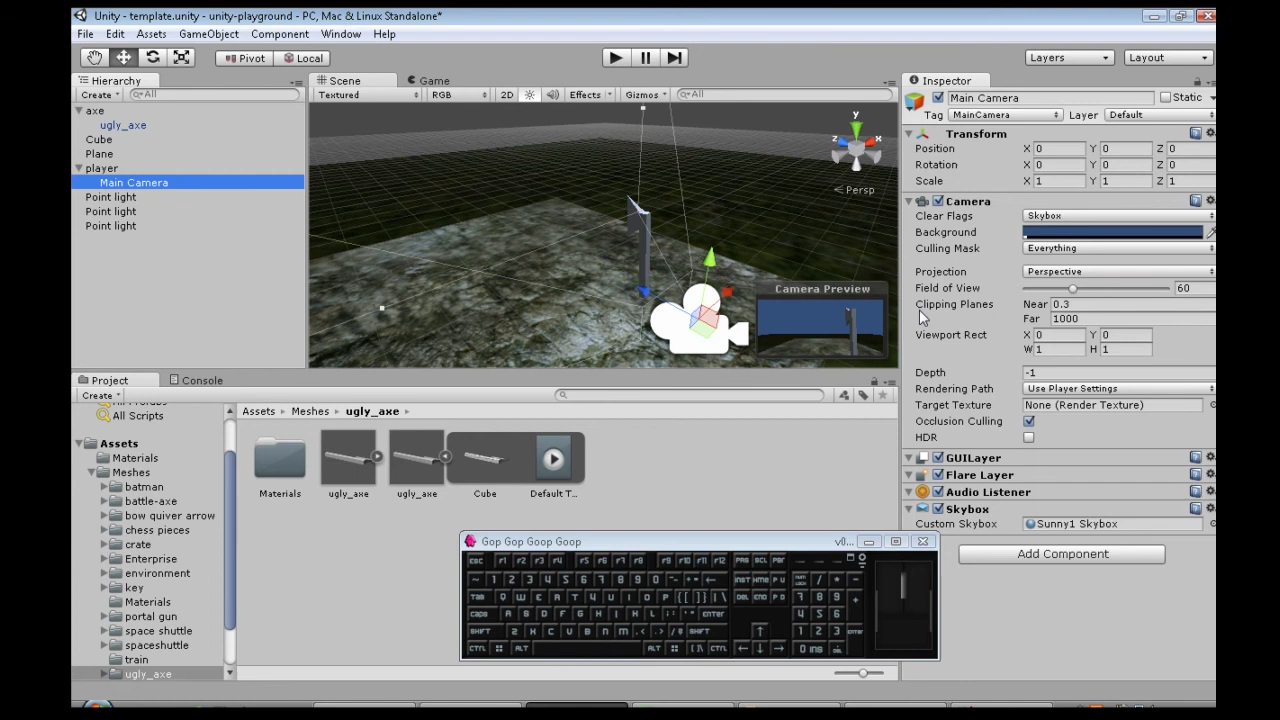 Unity - template.unity - unity-playground - PC, Mac & Linux Standalone*
File Edit Assets GameObject Component Window Help
Pivot Local Layers Layout
Hierarchy
Create All
axe
ugly_axe
Cube
Plane
player
Main Camera
Point light
Point light
Point light
Scene Game
Textured RGB 2D Effects Gizmos All
y
z x
Persp
Camera Preview
Inspector
Main Camera Static
Tag MainCamera Layer Default
Transform
Position X 0 Y 0 Z 0
Rotation X 0 Y 0 Z 0
Scale X 1 Y 1 Z 1
Camera
Clear Flags Skybox
Background
Culling Mask Everything
Projection Perspective
Field of View 60
Clipping Planes Near 0.3
Far 1000
Viewport Rect X 0 Y 0
W 1 H 1
Depth -1
Rendering Path Use Player Settings
Target Texture None (Render Texture)
Occlusion Culling
HDR
GUILayer
Flare Layer
Audio Listener
Skybox
Custom Skybox Sunny1 Skybox
Add Component
Project Console
Create
All Scripts
Assets
Materials
Meshes
batman
battle-axe
bow quiver arrow
chess pieces
crate
Enterprise
environment
key
Materials
portal gun
space shuttle
spaceshuttle
train
ugly_axe
Assets Meshes ugly_axe
Materials ugly_axe ugly_axe Cube Default T...
Gop Gop Goop Goop v0...